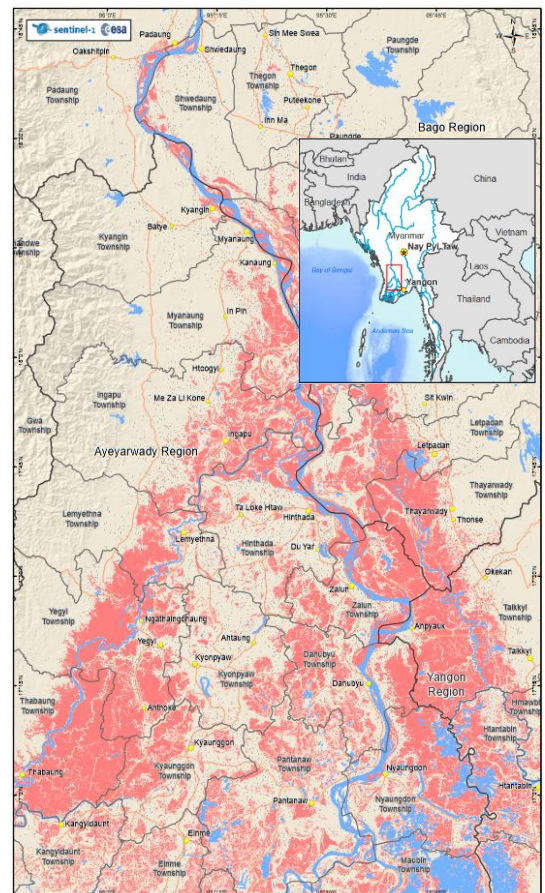 sentinel-1 esa
Padaung
Oakshitpin
Shwedaung
Sin Mee Swea
Paungde
Township
N
S
W
E
Padaung
Township
Shwedaung
Township
Thegon
Thegon
Township
Puteekone
Inn Ma
Paungde
Bago Region
Kyangin
Batye
Kyangin
Township
Myanaung
Kanaung
Myanaung
Township
In Pin
Htoogyi
Ingapu
Township
Me Za Li Kone
Gwa
Township
Ingapu
Ayeyarwady Region
Sit Kwin
Letpadan
Letpadan
Township
Thayarwady
Township
Thayarwady
Thonse
Lemyethna
Township
Ta Loke Htaw
Hinthada
Lemyethna
Hinthada
Township
Du Yar
Okekan
Zalun
Zalun
Township
Taikkyi
Township
Yegyi
Township
Ngathaingchaung
Yegyi
Ahtaung
Kyonpyaw
Kyonpyaw
Township
Danubyu
Township
Danubyu
Anpyauk
Taikkyi
Yangon
Region
Thabaung
Township
Hmawbi
Htantabin
Township
Kyaunggon
Kyaunggon
Township
Pantanaw
Township
Pantanaw
Nyaungdon
Nyaungdon
Township
Htantabin
Thabaung
Kangyidaunt
Kangyidaunt
Township
Einme
Einme
Township
Maubin
Township
Bhutan
India
Bangladesh
China
Myanmar
Nay Pyi Taw
Vietnam
Laos
Bay of Bengal
Yangon
Thailand
Andaman Sea
Cambodia